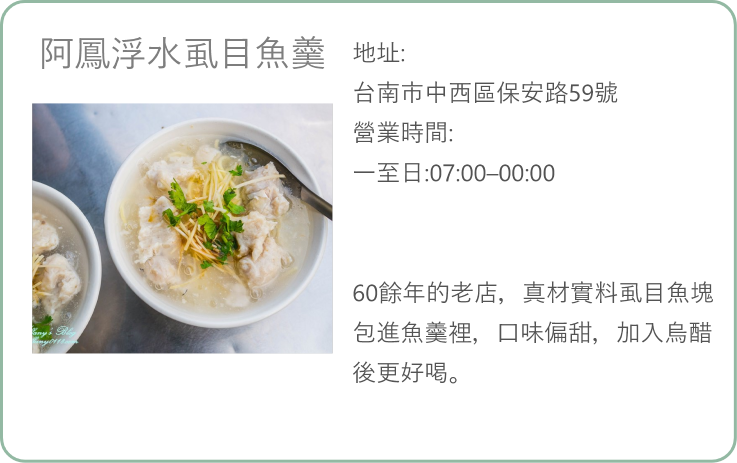 阿鳳浮水虱目魚羹
地址:
台南市中西區保安路59號
營業時間:
一至日:07:00–00:00
60餘年的老店，真材實料虱目魚塊
包進魚羹裡，口味偏甜，加入烏醋
後更好喝。